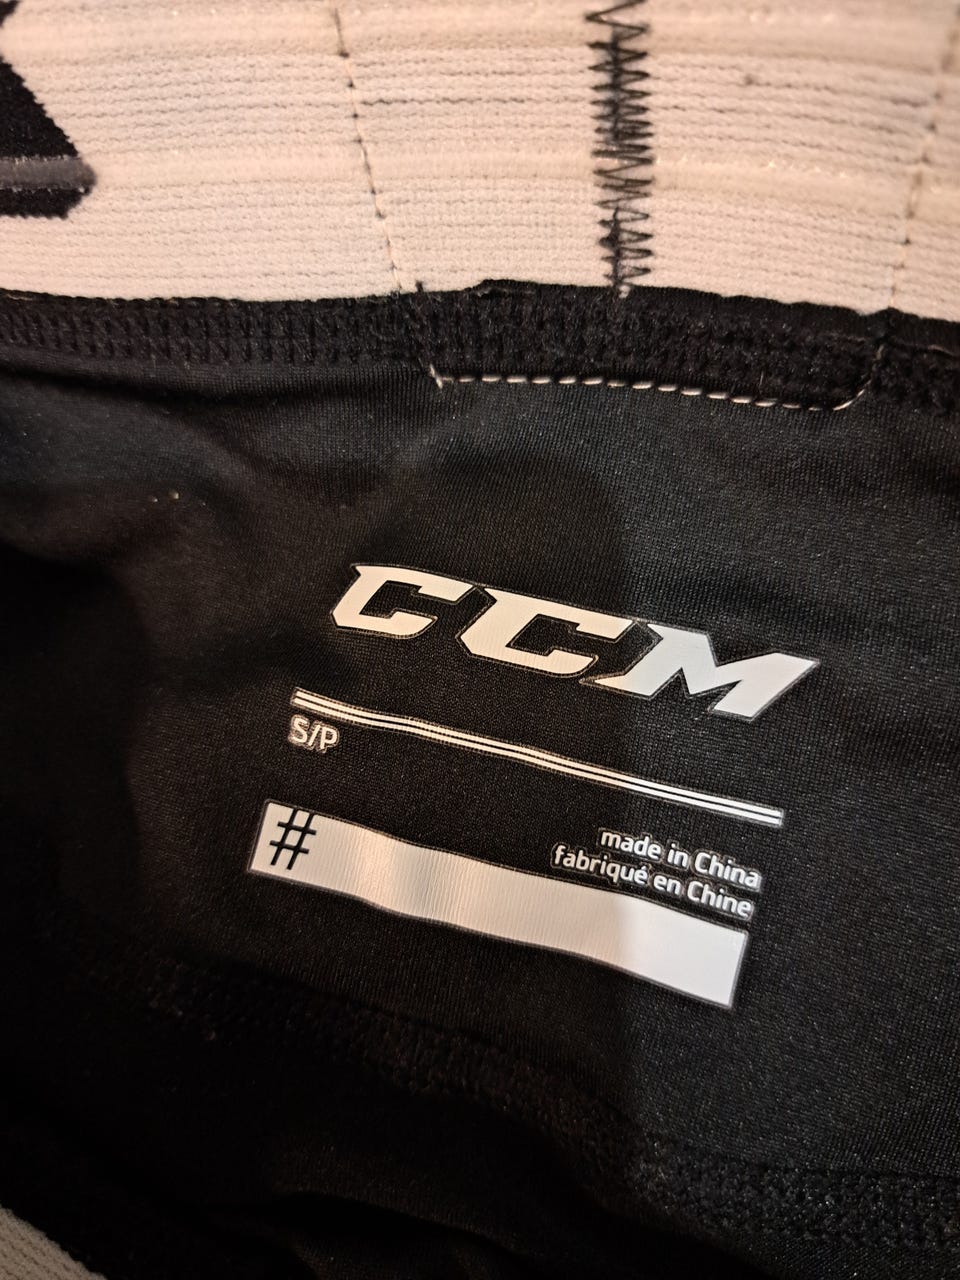 CCM
S/P
made in China
fabriqué en Chine
#